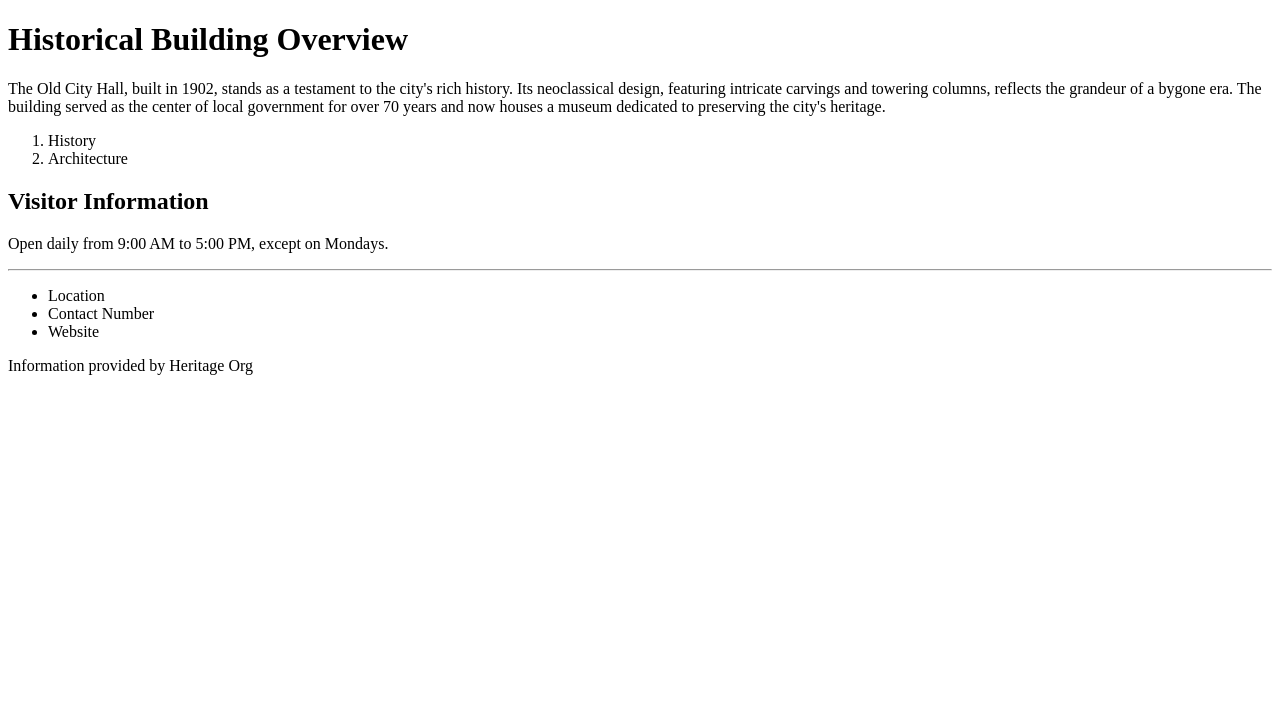 Historical Building Overview
The Old City Hall, built in 1902, stands as a testament to the city's rich history. Its neoclassical design, featuring intricate carvings and towering columns, reflects the grandeur of a bygone era. The
building served as the center of local government for over 70 years and now houses a museum dedicated to preserving the city's heritage.
1. History
2. Architecture
Visitor Information
Open daily from 9:00 AM to 5:00 PM, except on Mondays.
• Location
• Contact Number
• Website
Information provided by Heritage Org